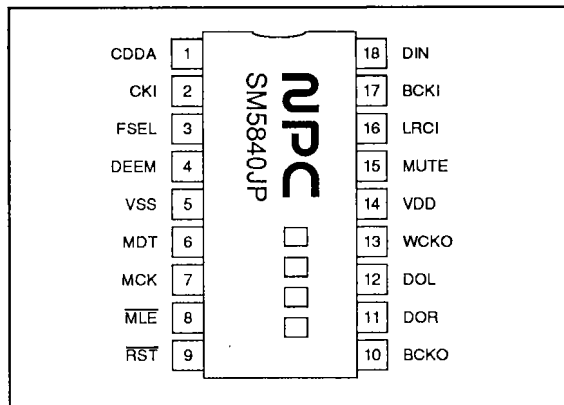 CDDA 1 18 DIN
CKI 2 17 BCKI
FSEL 3 16 LRCI
DEEM 4 15 MUTE
VSS 5 14 VDD
MDT 6 13 WCKO
MCK 7 12 DOL
MLE 8 11 DOR
RST 9 10 BCKO
NPC
SM5840JP